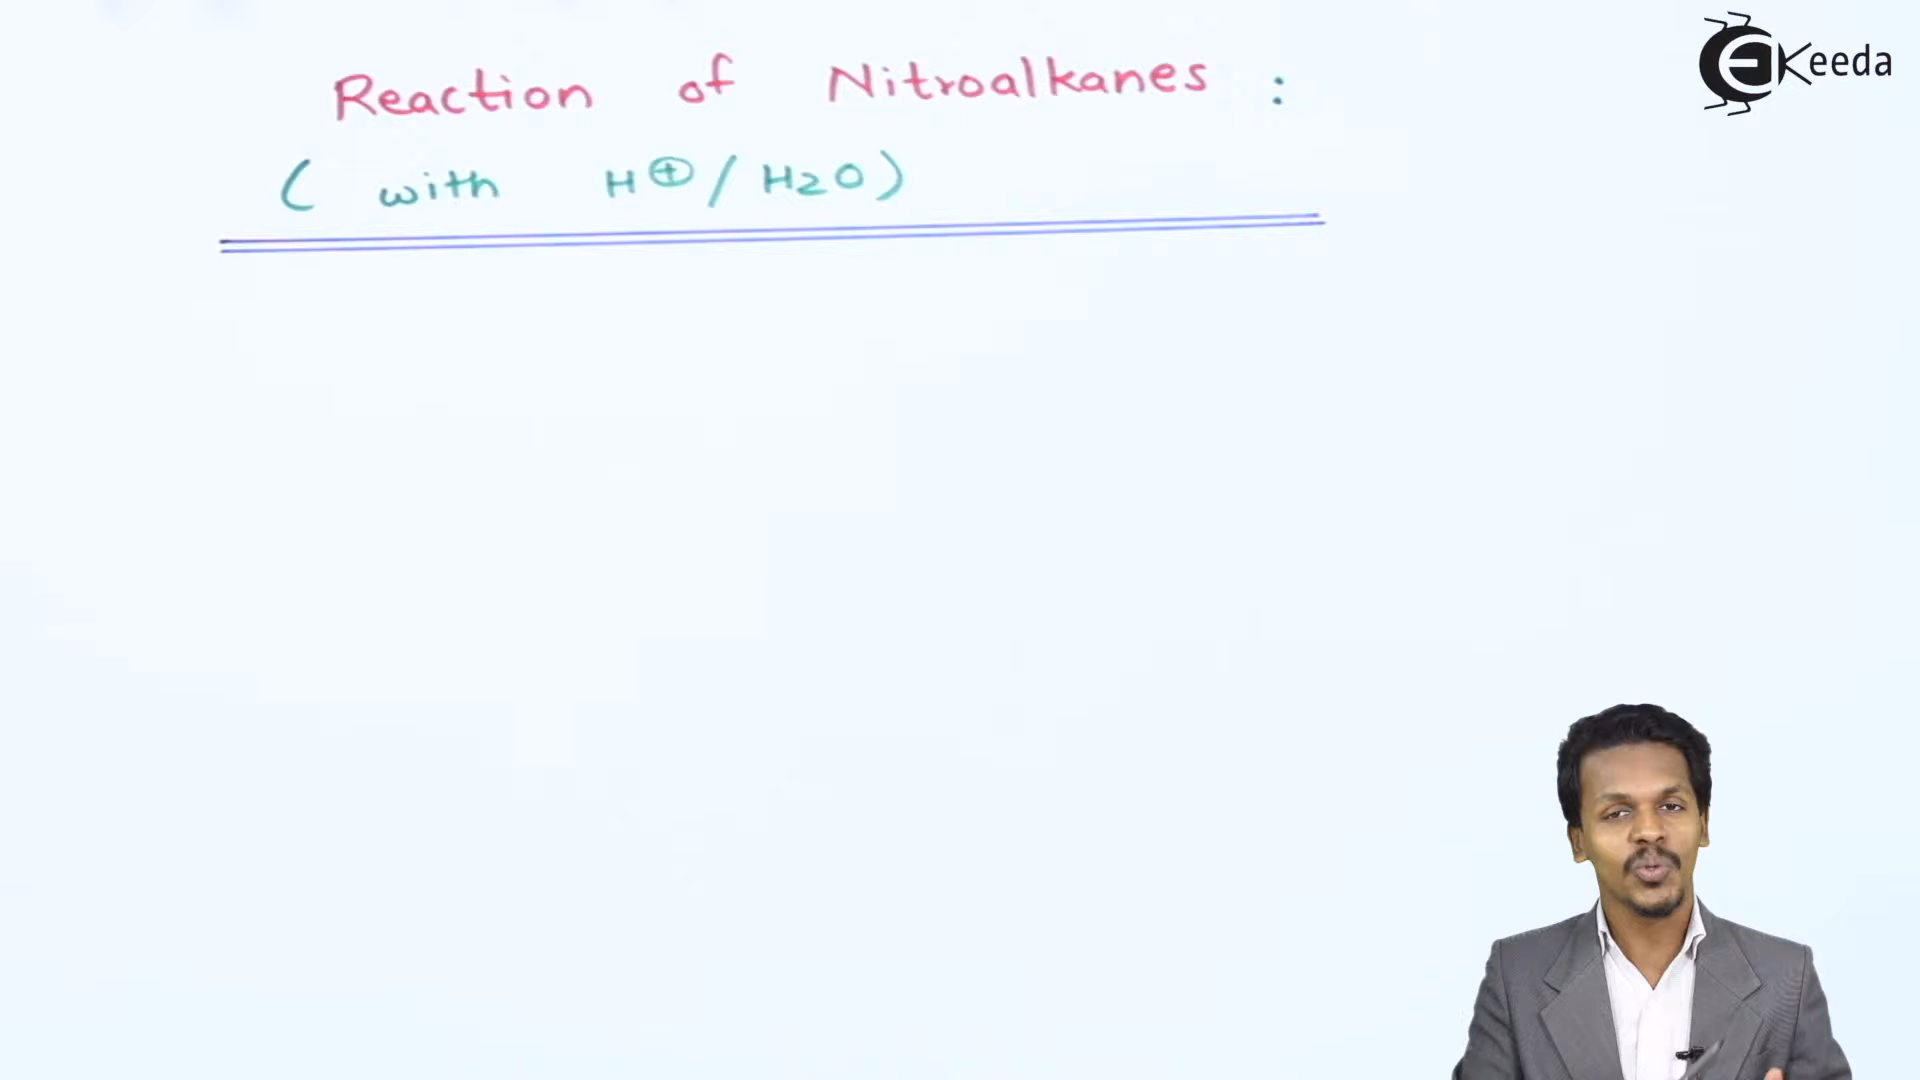 Reaction of Nitroalkanes :
( with H⊕/H2O)
EKeeda